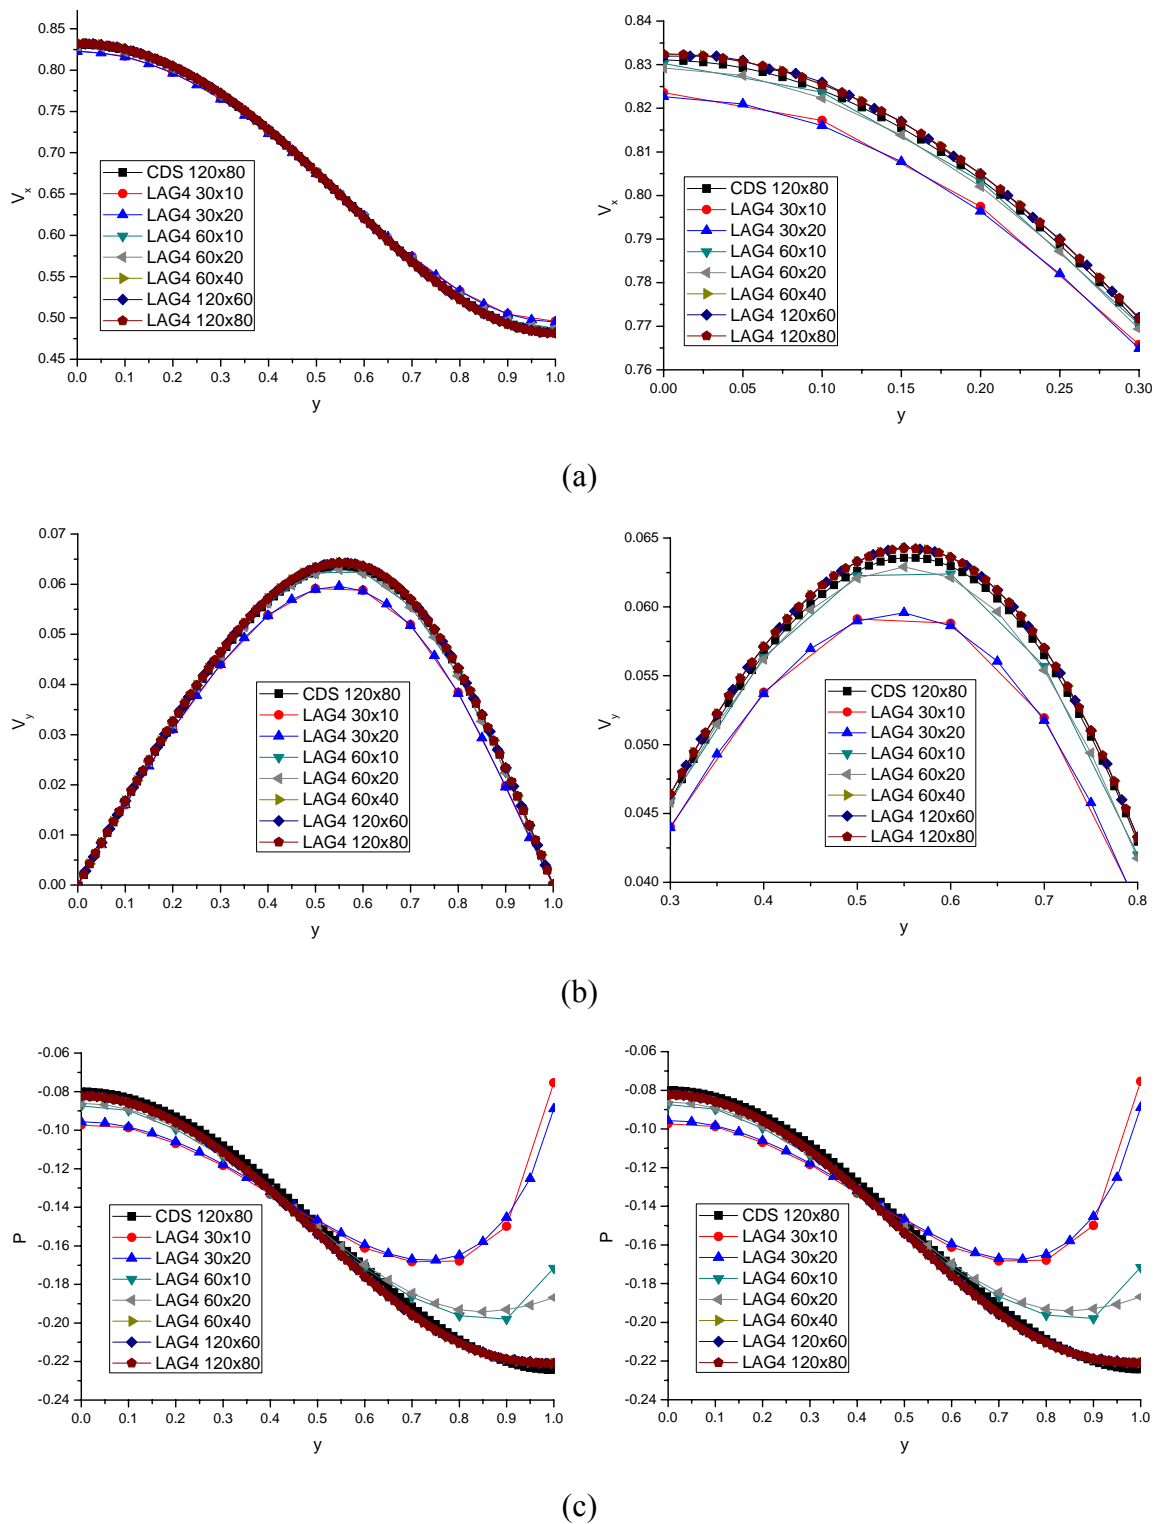 0.85
0.80
0.75
0.70
0.65
0.60
0.55
0.50
0.45
V_x
CDS 120x80
LAG4 30x10
LAG4 30x20
LAG4 60x10
LAG4 60x20
LAG4 60x40
LAG4 120x60
LAG4 120x80
0.0 0.1 0.2 0.3 0.4 0.5 0.6 0.7 0.8 0.9 1.0
y
0.84
0.83
0.82
0.81
0.80
0.79
0.78
0.77
0.76
V_x
CDS 120x80
LAG4 30x10
LAG4 30x20
LAG4 60x10
LAG4 60x20
LAG4 60x40
LAG4 120x60
LAG4 120x80
0.00 0.05 0.10 0.15 0.20 0.25 0.30
y
(a)
0.07
0.06
0.05
0.04
0.03
0.02
0.01
0.00
V_y
CDS 120x80
LAG4 30x10
LAG4 30x20
LAG4 60x10
LAG4 60x20
LAG4 60x40
LAG4 120x60
LAG4 120x80
0.0 0.1 0.2 0.3 0.4 0.5 0.6 0.7 0.8 0.9 1.0
y
0.065
0.060
0.055
0.050
0.045
0.040
V_y
CDS 120x80
LAG4 30x10
LAG4 30x20
LAG4 60x10
LAG4 60x20
LAG4 60x40
LAG4 120x60
LAG4 120x80
0.3 0.4 0.5 0.6 0.7 0.8
y
(b)
-0.06
-0.08
-0.10
-0.12
-0.14
-0.16
-0.18
-0.20
-0.22
-0.24
P
CDS 120x80
LAG4 30x10
LAG4 30x20
LAG4 60x10
LAG4 60x20
LAG4 60x40
LAG4 120x60
LAG4 120x80
0.0 0.1 0.2 0.3 0.4 0.5 0.6 0.7 0.8 0.9 1.0
y
-0.06
-0.08
-0.10
-0.12
-0.14
-0.16
-0.18
-0.20
-0.22
-0.24
P
CDS 120x80
LAG4 30x10
LAG4 30x20
LAG4 60x10
LAG4 60x20
LAG4 60x40
LAG4 120x60
LAG4 120x80
0.0 0.1 0.2 0.3 0.4 0.5 0.6 0.7 0.8 0.9 1.0
y
(c)